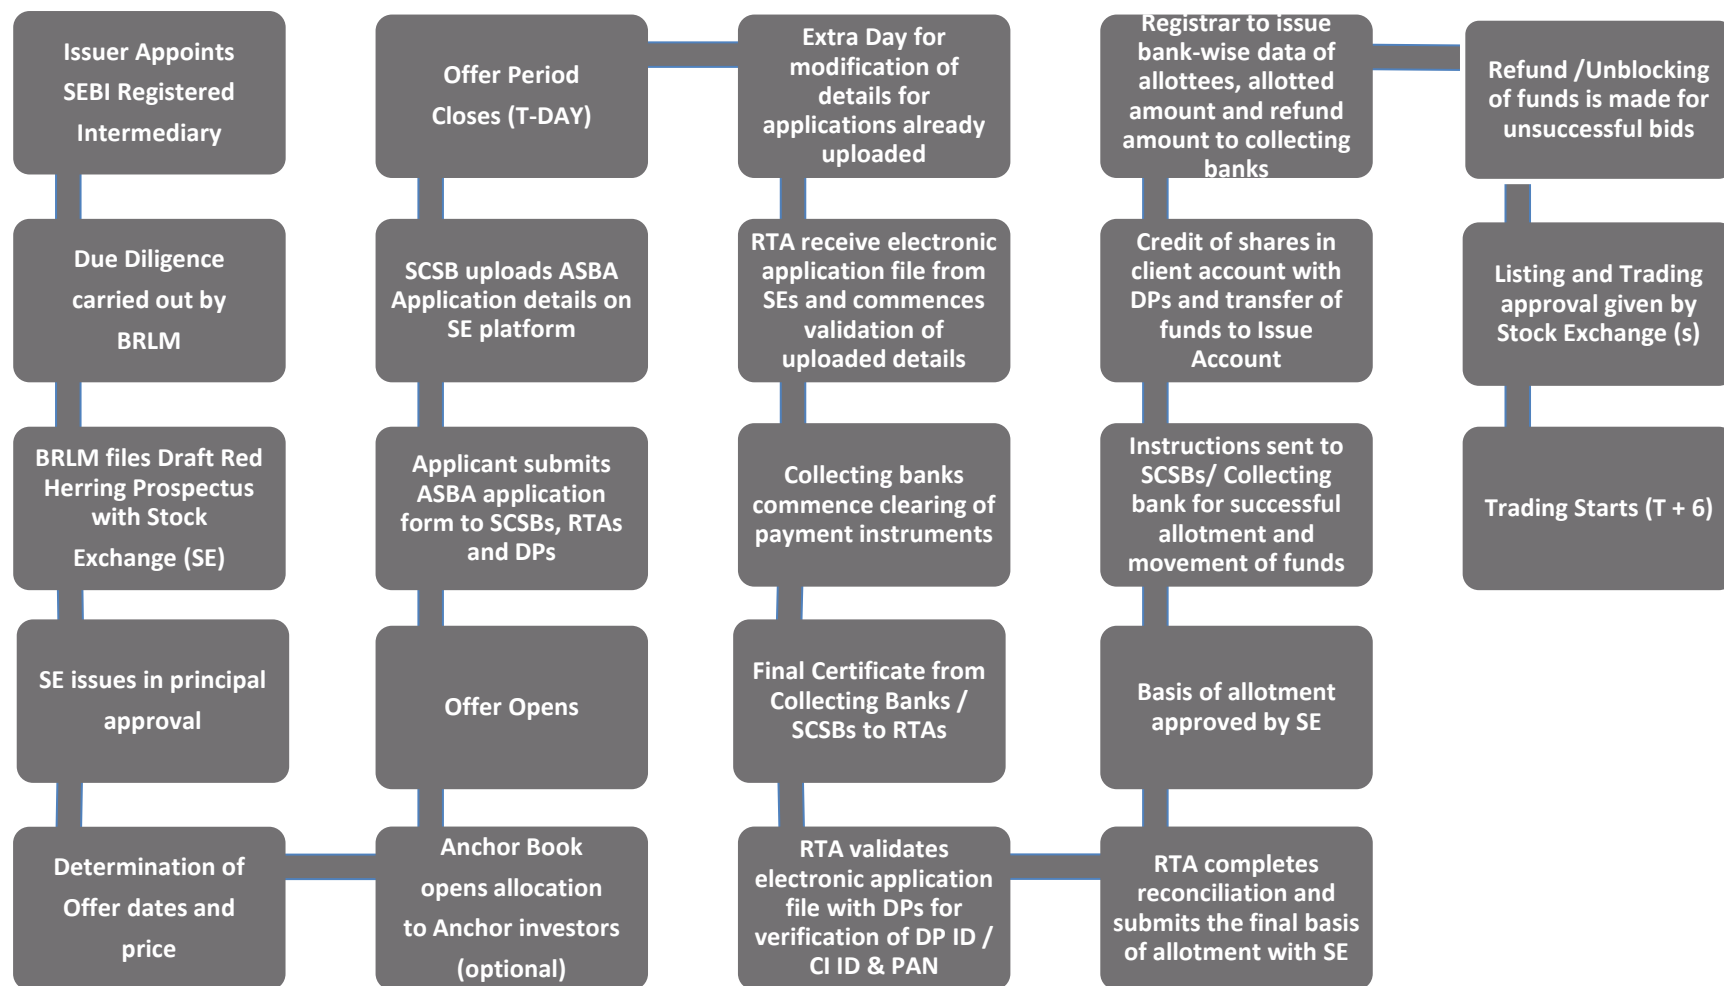 Issuer Appoints
SEBI Registered
Intermediary
Due Diligence
carried out by
BRLM
BRLM files Draft Red
Herring Prospectus
with Stock
Exchange (SE)
SE issues in principal
approval
Determination of
Offer dates and
price
Anchor Book
opens allocation
to Anchor investors
(optional)
Offer Opens
Applicant submits
ASBA application
form to SCSBs, RTAs
and DPs
SCSB uploads ASBA
Application details on
SE platform
Offer Period
Closes (T-DAY)
Extra Day for
modification of
details for
applications already
uploaded
RTA receive electronic
application file from
SEs and commences
validation of
uploaded details
Collecting banks
commence clearing of
payment instruments
Final Certificate from
Collecting Banks /
SCSBs to RTAs
RTA validates
electronic application
file with DPs for
verification of DP ID /
CI ID & PAN
RTA completes
reconciliation and
submits the final basis
of allotment with SE
Basis of allotment
approved by SE
Instructions sent to
SCSBs/ Collecting
bank for successful
allotment and
movement of funds
Credit of shares in
client account with
DPs and transfer of
funds to Issue
Account
Registrar to issue
bank-wise data of
allottees, allotted
amount and refund
amount to collecting
banks
Refund /Unblocking
of funds is made for
unsuccessful bids
Listing and Trading
approval given by
Stock Exchange (s)
Trading Starts (T + 6)